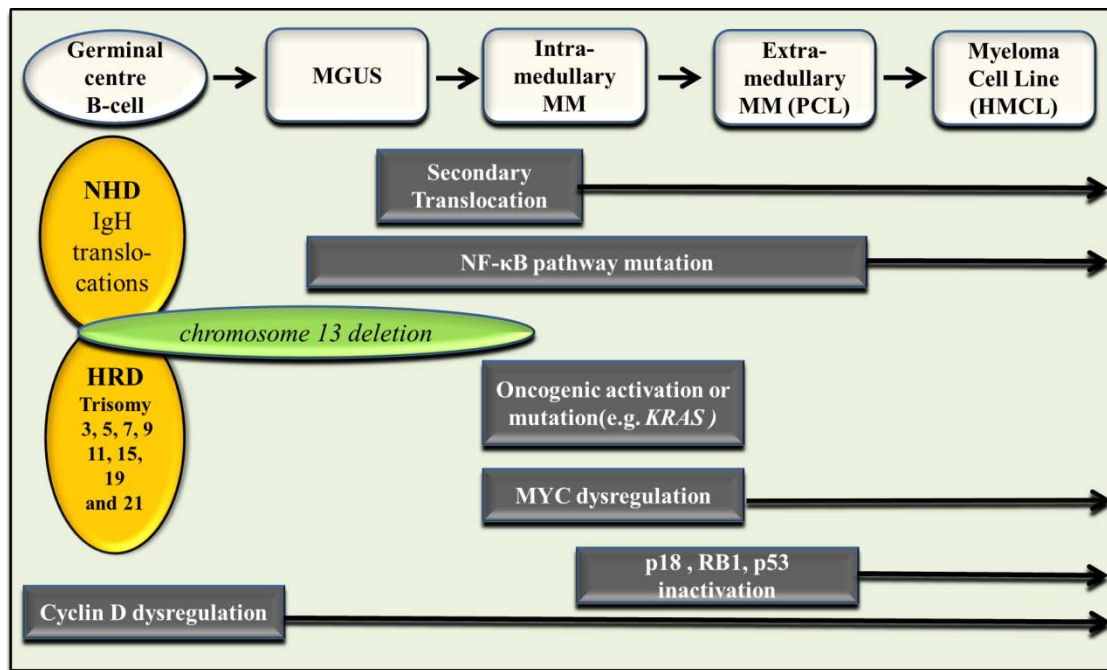 Germinal
centre
B-cell
MGUS
Intra-
medullary
MM
Extra-
medullary
MM (PCL)
Myeloma
Cell Line
(HMCL)
NHD
IgH
translo-
cations
Secondary
Translocation
NF-κB pathway mutation
chromosome 13 deletion
HRD
Trisomy
3, 5, 7, 9
11, 15,
19
and 21
Oncogenic activation or
mutation(e.g. KRAS )
MYC dysregulation
p18 , RB1, p53
inactivation
Cyclin D dysregulation